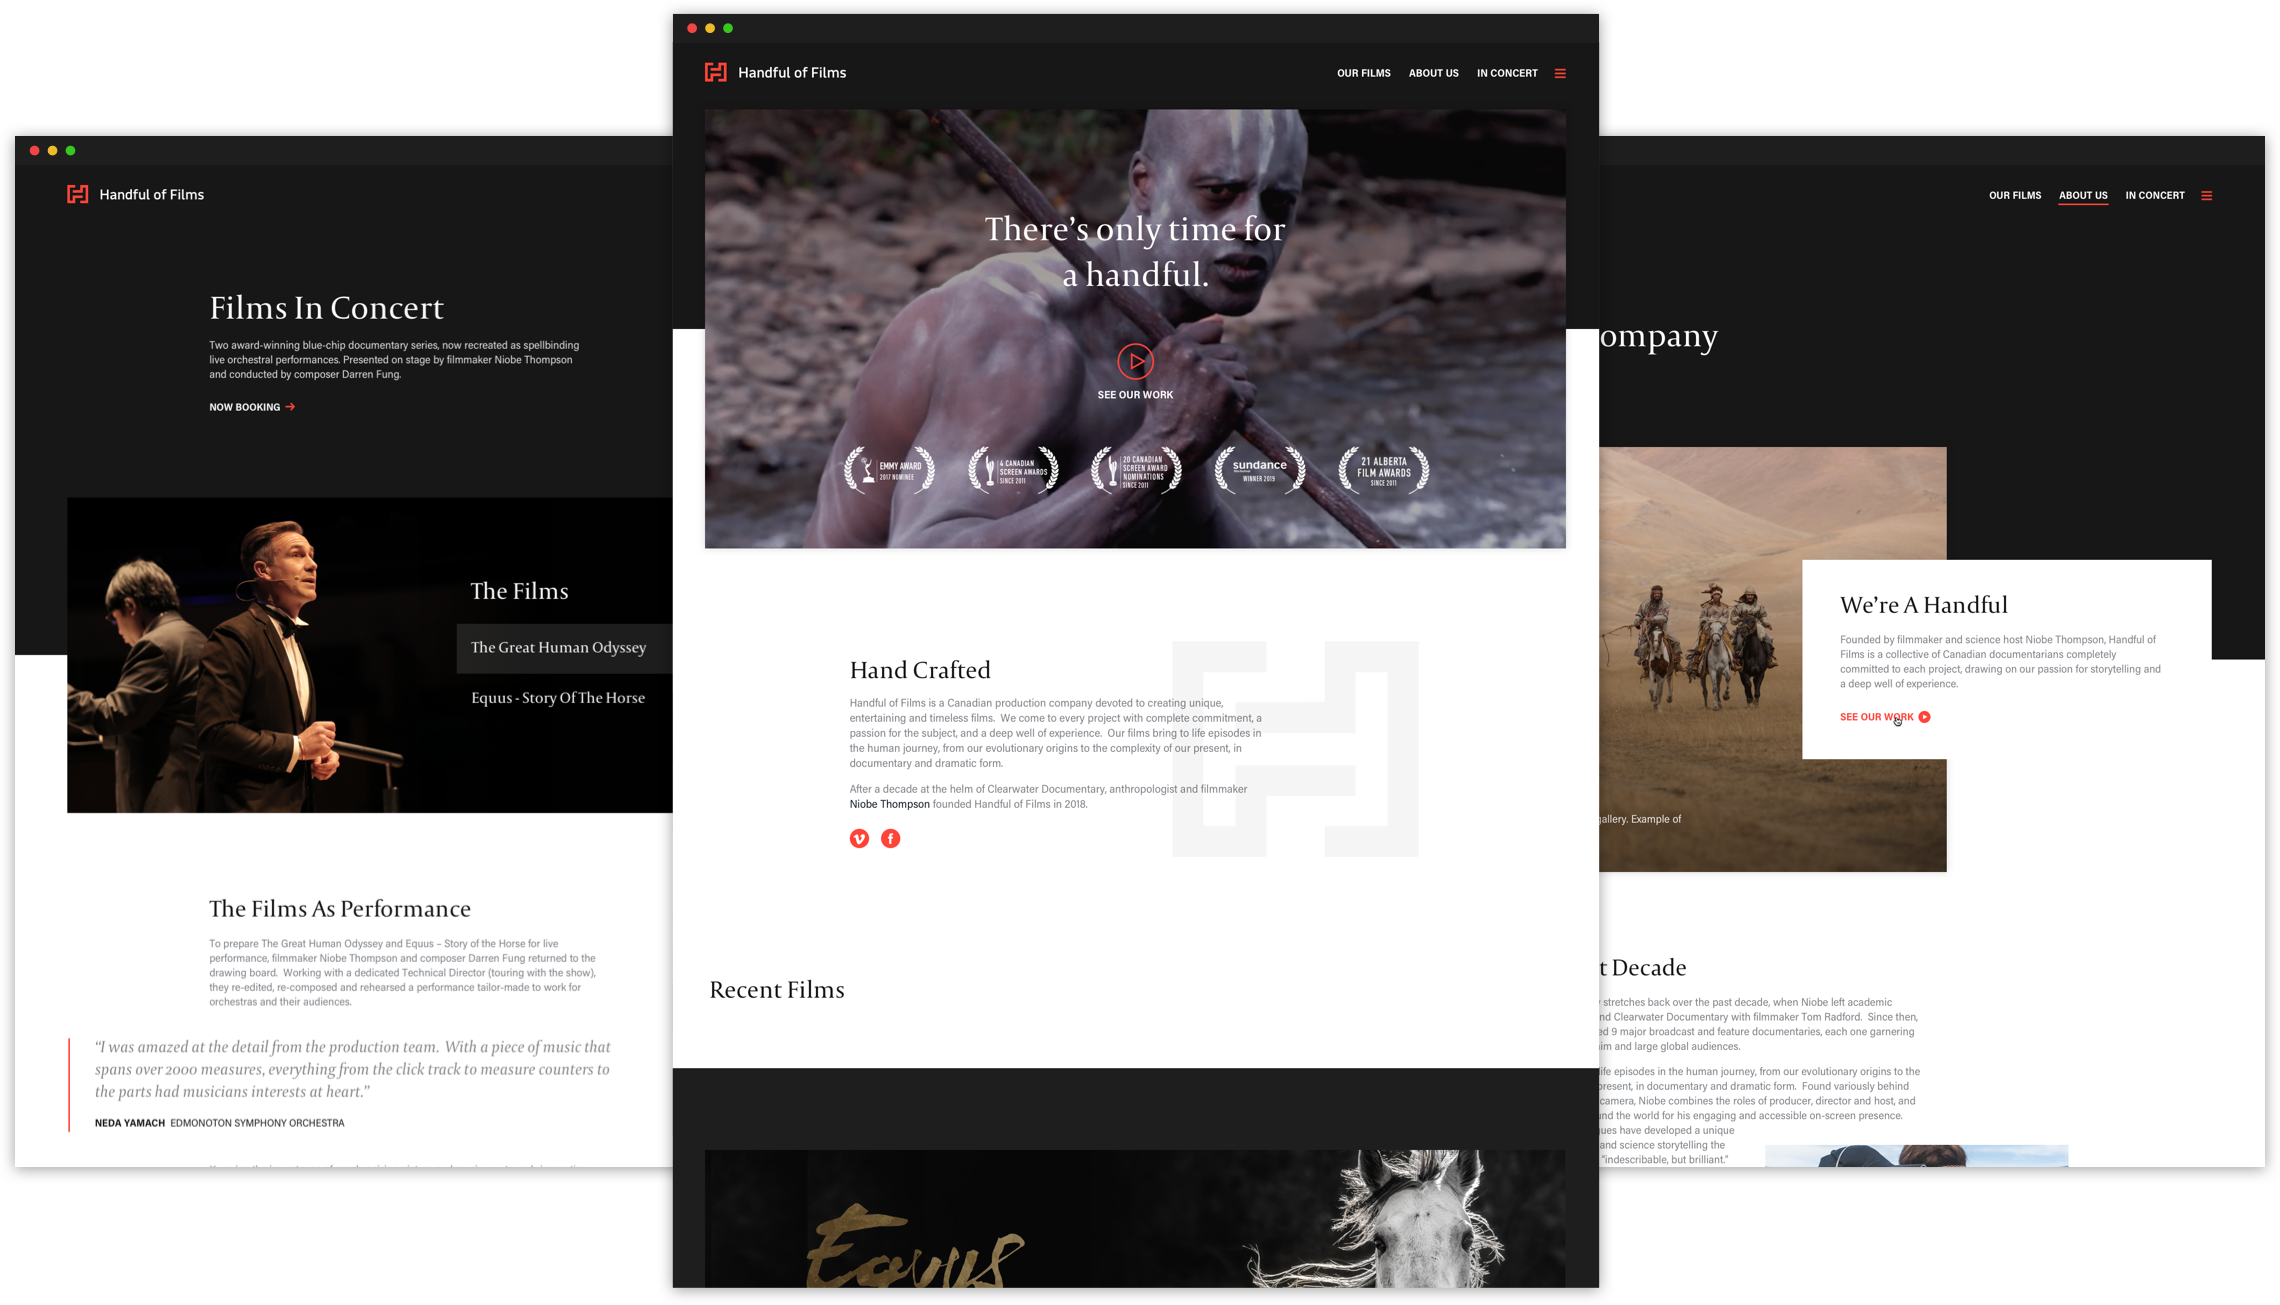 Handful of Films
Films In Concert
Two award-winning blue-chip documentary series, now recreated as spellbinding
live orchestral performances. Presented on stage by filmmaker Niobe Thompson
and conducted by composer Darren Fung.
NOW BOOKING
The Films
The Great Human Odyssey
Equus - Story Of The Horse
The Films As Performance
To prepare The Great Human Odyssey and Equus – Story of the Horse for live
performance, filmmaker Niobe Thompson and composer Darren Fung returned to the
drawing board. Working with a dedicated Technical Director (touring with the show),
they re-edited, re-composed and rehearsed a performance tailor-made to work for
orchestras and their audiences.
“I was amazed at the detail from the production team. With a piece of music that
spans over 2000 measures, everything from the click track to measure counters to
the parts had musicians interests at heart.”
NEDA YAMACH EDMONOTON SYMPHONY ORCHESTRA
Handful of Films
OUR FILMS ABOUT US IN CONCERT
There’s only time for
a handful.
SEE OUR WORK
EMMY AWARD
2017 NOMINEE
4 CANADIAN
SCREEN AWARDS
SINCE 2011
20 CANADIAN
SCREEN AWARD
NOMINATIONS
SINCE 2011
sundance
WINNER 2019
21 ALBERTA
FILM AWARDS
SINCE 2011
Hand Crafted
Handful of Films is a Canadian production company devoted to creating unique,
entertaining and timeless films. We come to every project with complete commitment, a
passion for the subject, and a deep well of experience. Our films bring to life episodes in
the human journey, from our evolutionary origins to the complexity of our present, in
documentary and dramatic form.
After a decade at the helm of Clearwater Documentary, anthropologist and filmmaker
Niobe Thompson founded Handful of Films in 2018.
Recent Films
Equus
OUR FILMS ABOUT US IN CONCERT
ompany
We’re A Handful
Founded by filmmaker and science host Niobe Thompson, Handful of
Films is a collective of Canadian documentarians completely
committed to each project, drawing on our passion for storytelling and
a deep well of experience.
SEE OUR WORK
gallery. Example of
t Decade
stretches back over the past decade, when Niobe left academic
nd Clearwater Documentary with filmmaker Tom Radford. Since then,
ed 9 major broadcast and feature documentaries, each one garnering
im and large global audiences.
ife episodes in the human journey, from our evolutionary origins to the
present, in documentary and dramatic form. Found variously behind
camera, Niobe combines the roles of producer, director and host, and
und the world for his engaging and accessible on-screen presence.
ues have developed a unique
and science storytelling the
“indescribable, but brilliant.”